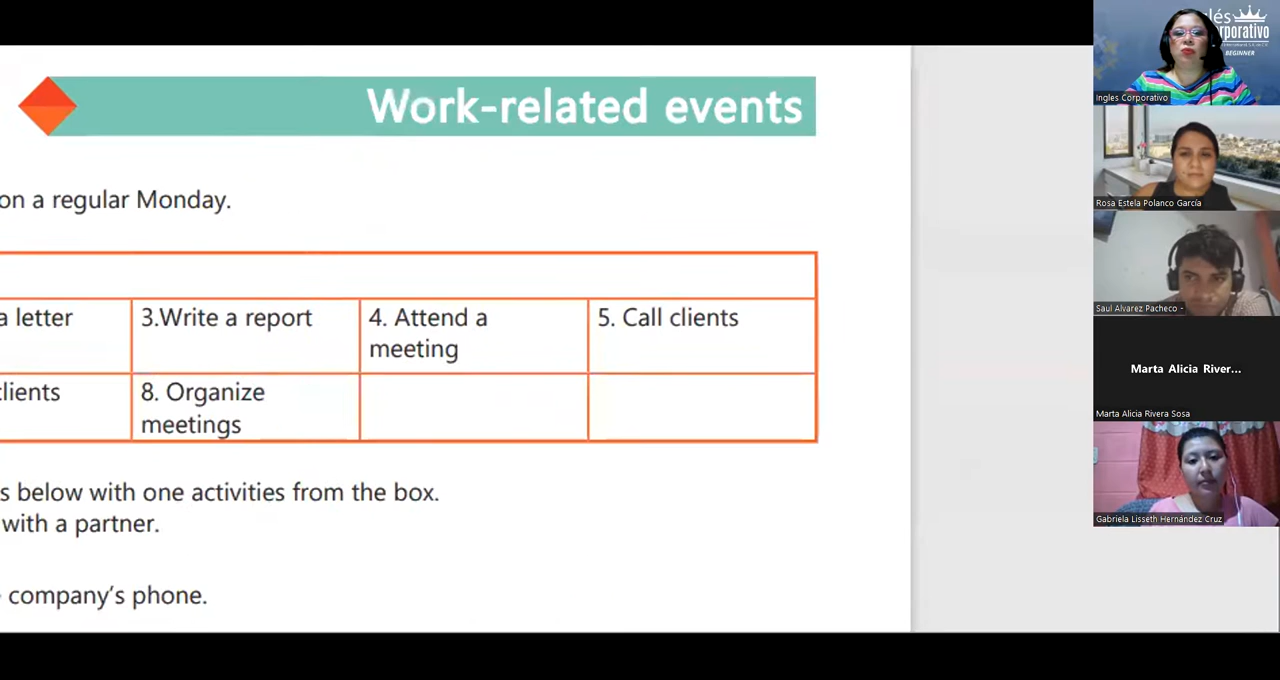 Work-related events
on a regular Monday.
a letter
3.Write a report
4. Attend a
meeting
5. Call clients
clients
8. Organize
meetings
s below with one activities from the box.
with a partner.
company's phone.
BEGINNER
Ingles Corporativo
Rosa Estela Polanco García
Saul Alvarez Pacheco -
Marta Alicia River...
Marta Alicia Rivera Sosa
Gabriela Lisseth Hernández Cruz